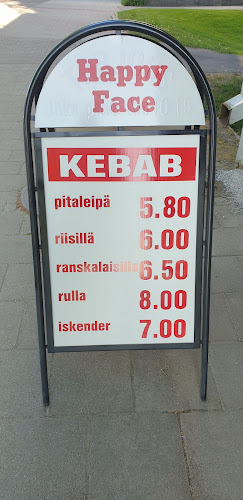 Happy
Face
KEBAB
pitaleipä 5.80
riisillä 6.00
ranskalaisilla 6.50
rulla 8.00
iskender 7.00